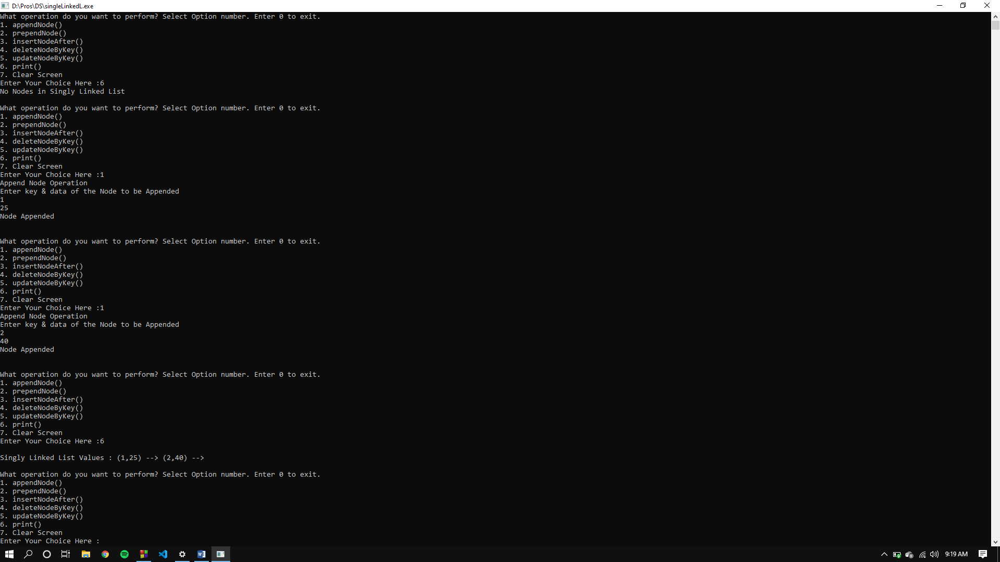 D:\Pros\DS\singleLinkedL.exe
What operation do you want to perform? Select Option number. Enter 0 to exit.
1. appendNode()
2. prependNode()
3. insertNodeAfter()
4. deleteNodeByKey()
5. updateNodeByKey()
6. print()
7. Clear Screen
Enter Your Choice Here :6
No Nodes in Singly Linked List
What operation do you want to perform? Select Option number. Enter 0 to exit.
1. appendNode()
2. prependNode()
3. insertNodeAfter()
4. deleteNodeByKey()
5. updateNodeByKey()
6. print()
7. Clear Screen
Enter Your Choice Here :1
Append Node Operation
Enter key & data of the Node to be Appended
1
25
Node Appended
What operation do you want to perform? Select Option number. Enter 0 to exit.
1. appendNode()
2. prependNode()
3. insertNodeAfter()
4. deleteNodeByKey()
5. updateNodeByKey()
6. print()
7. Clear Screen
Enter Your Choice Here :1
Append Node Operation
Enter key & data of the Node to be Appended
2
40
Node Appended
What operation do you want to perform? Select Option number. Enter 0 to exit.
1. appendNode()
2. prependNode()
3. insertNodeAfter()
4. deleteNodeByKey()
5. updateNodeByKey()
6. print()
7. Clear Screen
Enter Your Choice Here :6
Singly Linked List Values : (1,25) --> (2,40) -->
What operation do you want to perform? Select Option number. Enter 0 to exit.
1. appendNode()
2. prependNode()
3. insertNodeAfter()
4. deleteNodeByKey()
5. updateNodeByKey()
6. print()
7. Clear Screen
Enter Your Choice Here :
9:19 AM